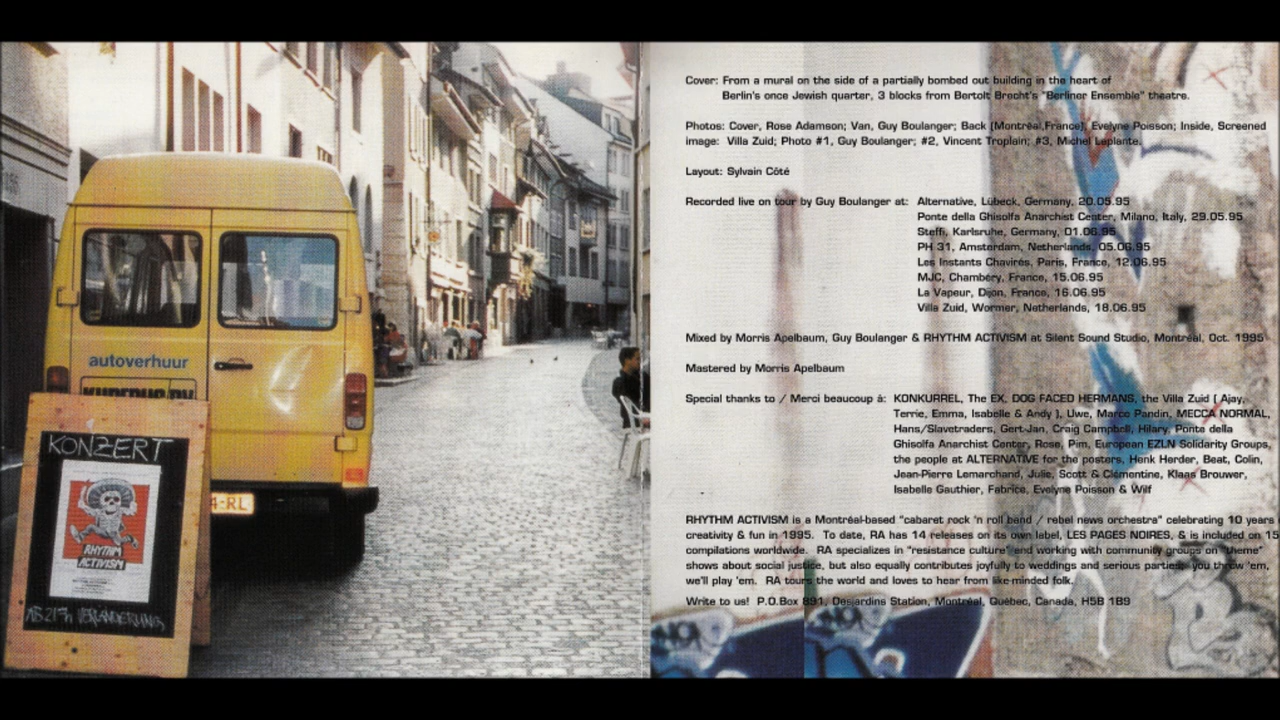 autoverhuur
KUPERUS BV
4-RL
KONZERT
RHYTHM
ACTIVISM
AB 21 h
Cover: From a mural on the side of a partially bombed out building in the heart of
Berlin's once Jewish quarter, 3 blocks from Bertolt Brecht's "Berliner Ensemble" theatre.
Photos: Cover, Rose Adamson; Van, Guy Boulanger; Back (Montréal,France), Evelyne Poisson; Inside, Screened
image: Villa Zuid; Photo #1, Guy Boulanger; #2, Vincent Troplain; #3, Michel Laplante.
Layout: Sylvain Côté
Recorded live on tour by Guy Boulanger at: Alternative, Lübeck, Germany, 20.05.95
Ponte della Ghisolfa Anarchist Center, Milano, Italy, 29.05.95
Steffi, Karlsruhe, Germany, 01.06.95
PH 31, Amsterdam, Netherlands, 05.06.95
Les Instants Chavirés, Paris, France, 12.06.95
MJC, Chambéry, France, 15.06.95
La Vapeur, Dijon, France, 16.06.95
Villa Zuid, Wormer, Netherlands, 18.06.95
Mixed by Morris Apelbaum, Guy Boulanger & RHYTHM ACTIVISM at Silent Sound Studio, Montréal, Oct. 1995
Mastered by Morris Apelbaum
Special thanks to / Merci beaucoup à: KONKURREL, The EX, DOG FACED HERMANS, the Villa Zuid ( Ajay,
Terrie, Emma, Isabelle & Andy ), Uwe, Marco Pandin, MECCA NORMAL,
Hans/Slavetraders, Gert-Jan, Craig Campbell, Hilary, Ponte della
Ghisolfa Anarchist Center, Rose, Pim, European EZLN Solidarity Groups,
the people at ALTERNATIVE for the posters, Henk Herder, Beat, Colin,
Jean-Pierre Lemarchand, Julie, Scott & Clémentine, Klaas Brouwer,
Isabelle Gauthier, Fabrice, Evelyne Poisson & Wilf
RHYTHM ACTIVISM is a Montréal-based "cabaret rock 'n roll band / rebel news orchestra" celebrating 10 years
creativity & fun in 1995. To date, RA has 14 releases on its own label, LES PAGES NOIRES, & is included on 15
compilations worldwide. RA specializes in "resistance culture" and working with community groups on "theme"
shows about social justice, but also equally contributes joyfully to weddings and serious parties; you throw 'em,
we'll play 'em. RA tours the world and loves to hear from like-minded folk.
Write to us! P.O.Box 891, Desjardins Station, Montréal, Québec, Canada, H5B 1B9